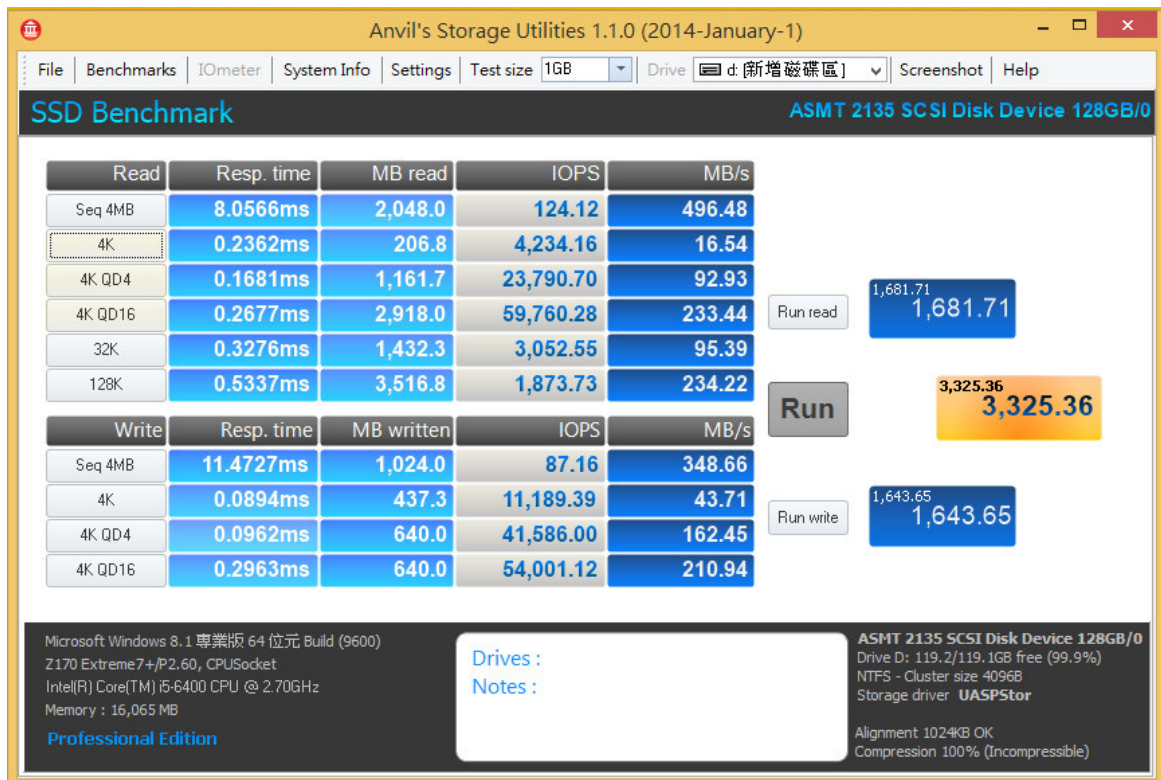 Anvil's Storage Utilities 1.1.0 (2014-January-1)
File Benchmarks IOmeter System Info Settings Test size 1GB Drive d: [新增磁碟區] Screenshot Help
SSD Benchmark ASMT 2135 SCSI Disk Device 128GB/0
Read Resp. time MB read IOPS MB/s
Seq 4MB 8.0566ms 2,048.0 124.12 496.48
4K 0.2362ms 206.8 4,234.16 16.54
4K QD4 0.1681ms 1,161.7 23,790.70 92.93
4K QD16 0.2677ms 2,918.0 59,760.28 233.44
32K 0.3276ms 1,432.3 3,052.55 95.39
128K 0.5337ms 3,516.8 1,873.73 234.22
Run read
1,681.71
1,681.71
Run
3,325.36
3,325.36
Write Resp. time MB written IOPS MB/s
Seq 4MB 11.4727ms 1,024.0 87.16 348.66
4K 0.0894ms 437.3 11,189.39 43.71
4K QD4 0.0962ms 640.0 41,586.00 162.45
4K QD16 0.2963ms 640.0 54,001.12 210.94
Run write
1,643.65
1,643.65
Microsoft Windows 8.1 專業版 64 位元 Build (9600)
Z170 Extreme7+/P2.60, CPUSocket
Intel(R) Core(TM) i5-6400 CPU @ 2.70GHz
Memory : 16,065 MB
Professional Edition
Drives :
Notes :
ASMT 2135 SCSI Disk Device 128GB/0
Drive D: 119.2/119.1GB free (99.9%)
NTFS - Cluster size 4096B
Storage driver UASPStor
Alignment 1024KB OK
Compression 100% (Incompressible)